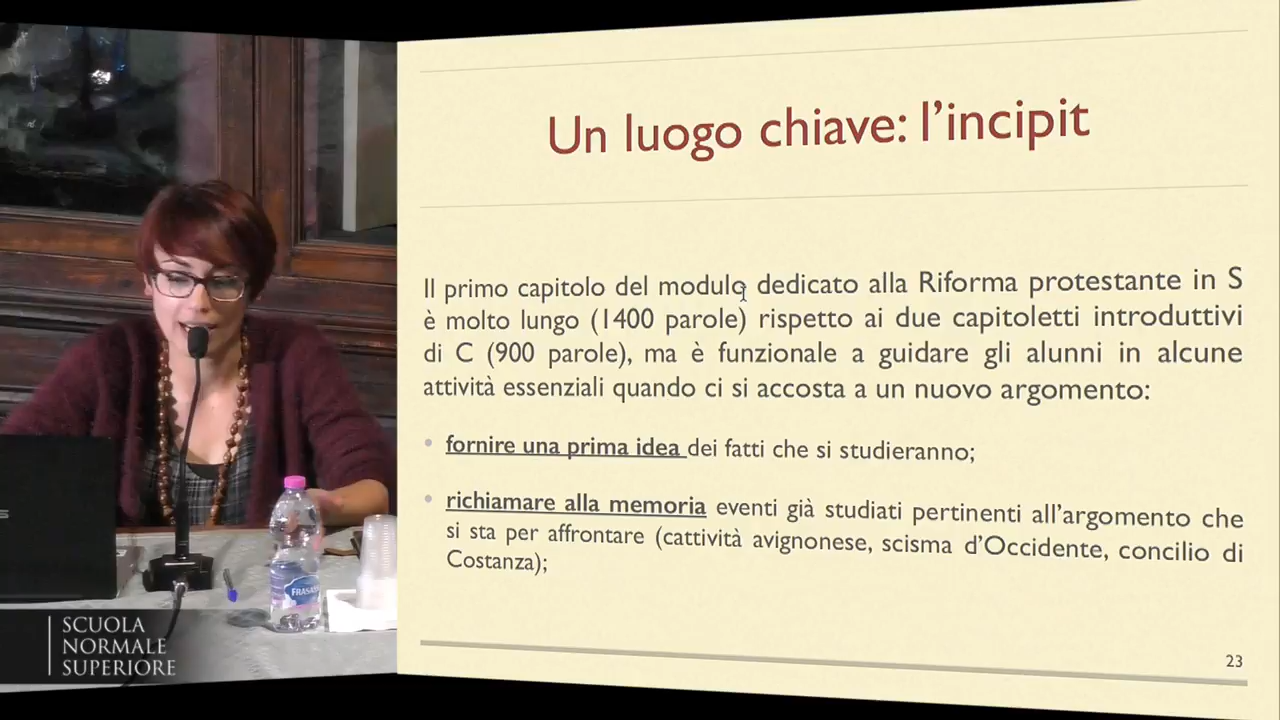 Un luogo chiave: l'incipit
Il primo capitolo del modulo dedicato alla Riforma protestante in S
è molto lungo (1400 parole) rispetto ai due capitoletti introduttivi
di C (900 parole), ma è funzionale a guidare gli alunni in alcune
attività essenziali quando ci si accosta a un nuovo argomento:
• fornire una prima idea dei fatti che si studieranno;
• richiamare alla memoria eventi già studiati pertinenti all'argomento che
si sta per affrontare (cattività avignonese, scisma d'Occidente, concilio di
Costanza);
23
SCUOLA
NORMALE
SUPERIORE